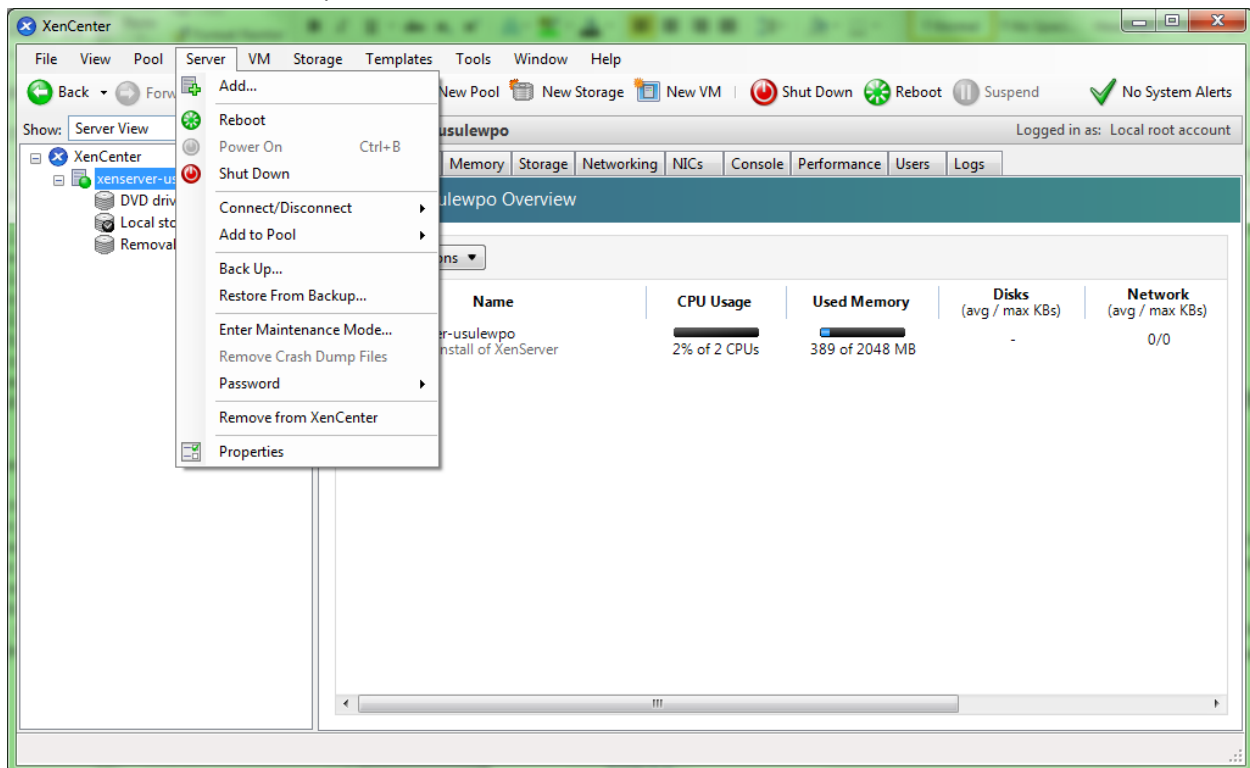 XenCenter
File View Pool Server VM Storage Templates Tools Window Help
Back Forw New Pool New Storage New VM Shut Down Reboot Suspend No System Alerts
Show: Server View
usulewpo Logged in as: Local root account
XenCenter
xenserver-us
DVD driv
Local sto
Removal
Add...
Reboot
Power On Ctrl+B
Shut Down
Connect/Disconnect
Add to Pool
Back Up...
Restore From Backup...
Enter Maintenance Mode...
Remove Crash Dump Files
Password
Remove from XenCenter
Properties
Memory Storage Networking NICs Console Performance Users Logs
ulewpo Overview
ons
Name CPU Usage Used Memory Disks Network
(avg / max KBs) (avg / max KBs)
er-usulewpo
nstall of XenServer 2% of 2 CPUs 389 of 2048 MB - 0/0